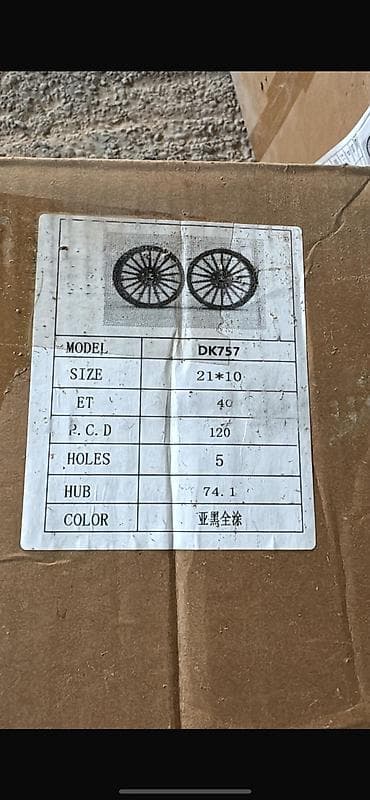 MODEL DK757
SIZE 21*10
ET 40
P.C.D 120
HOLES 5
HUB 74.1
COLOR 亚黑全涂